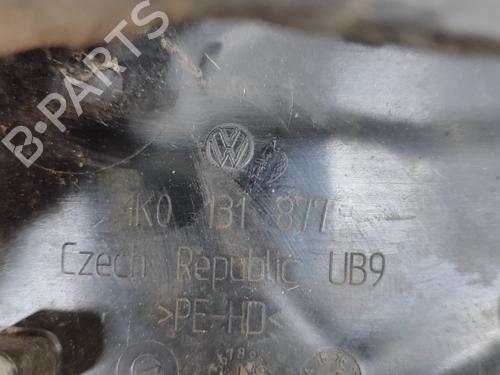 B-PARTS
1K0 131 877
Czech Republic UB9
>PE-HD<